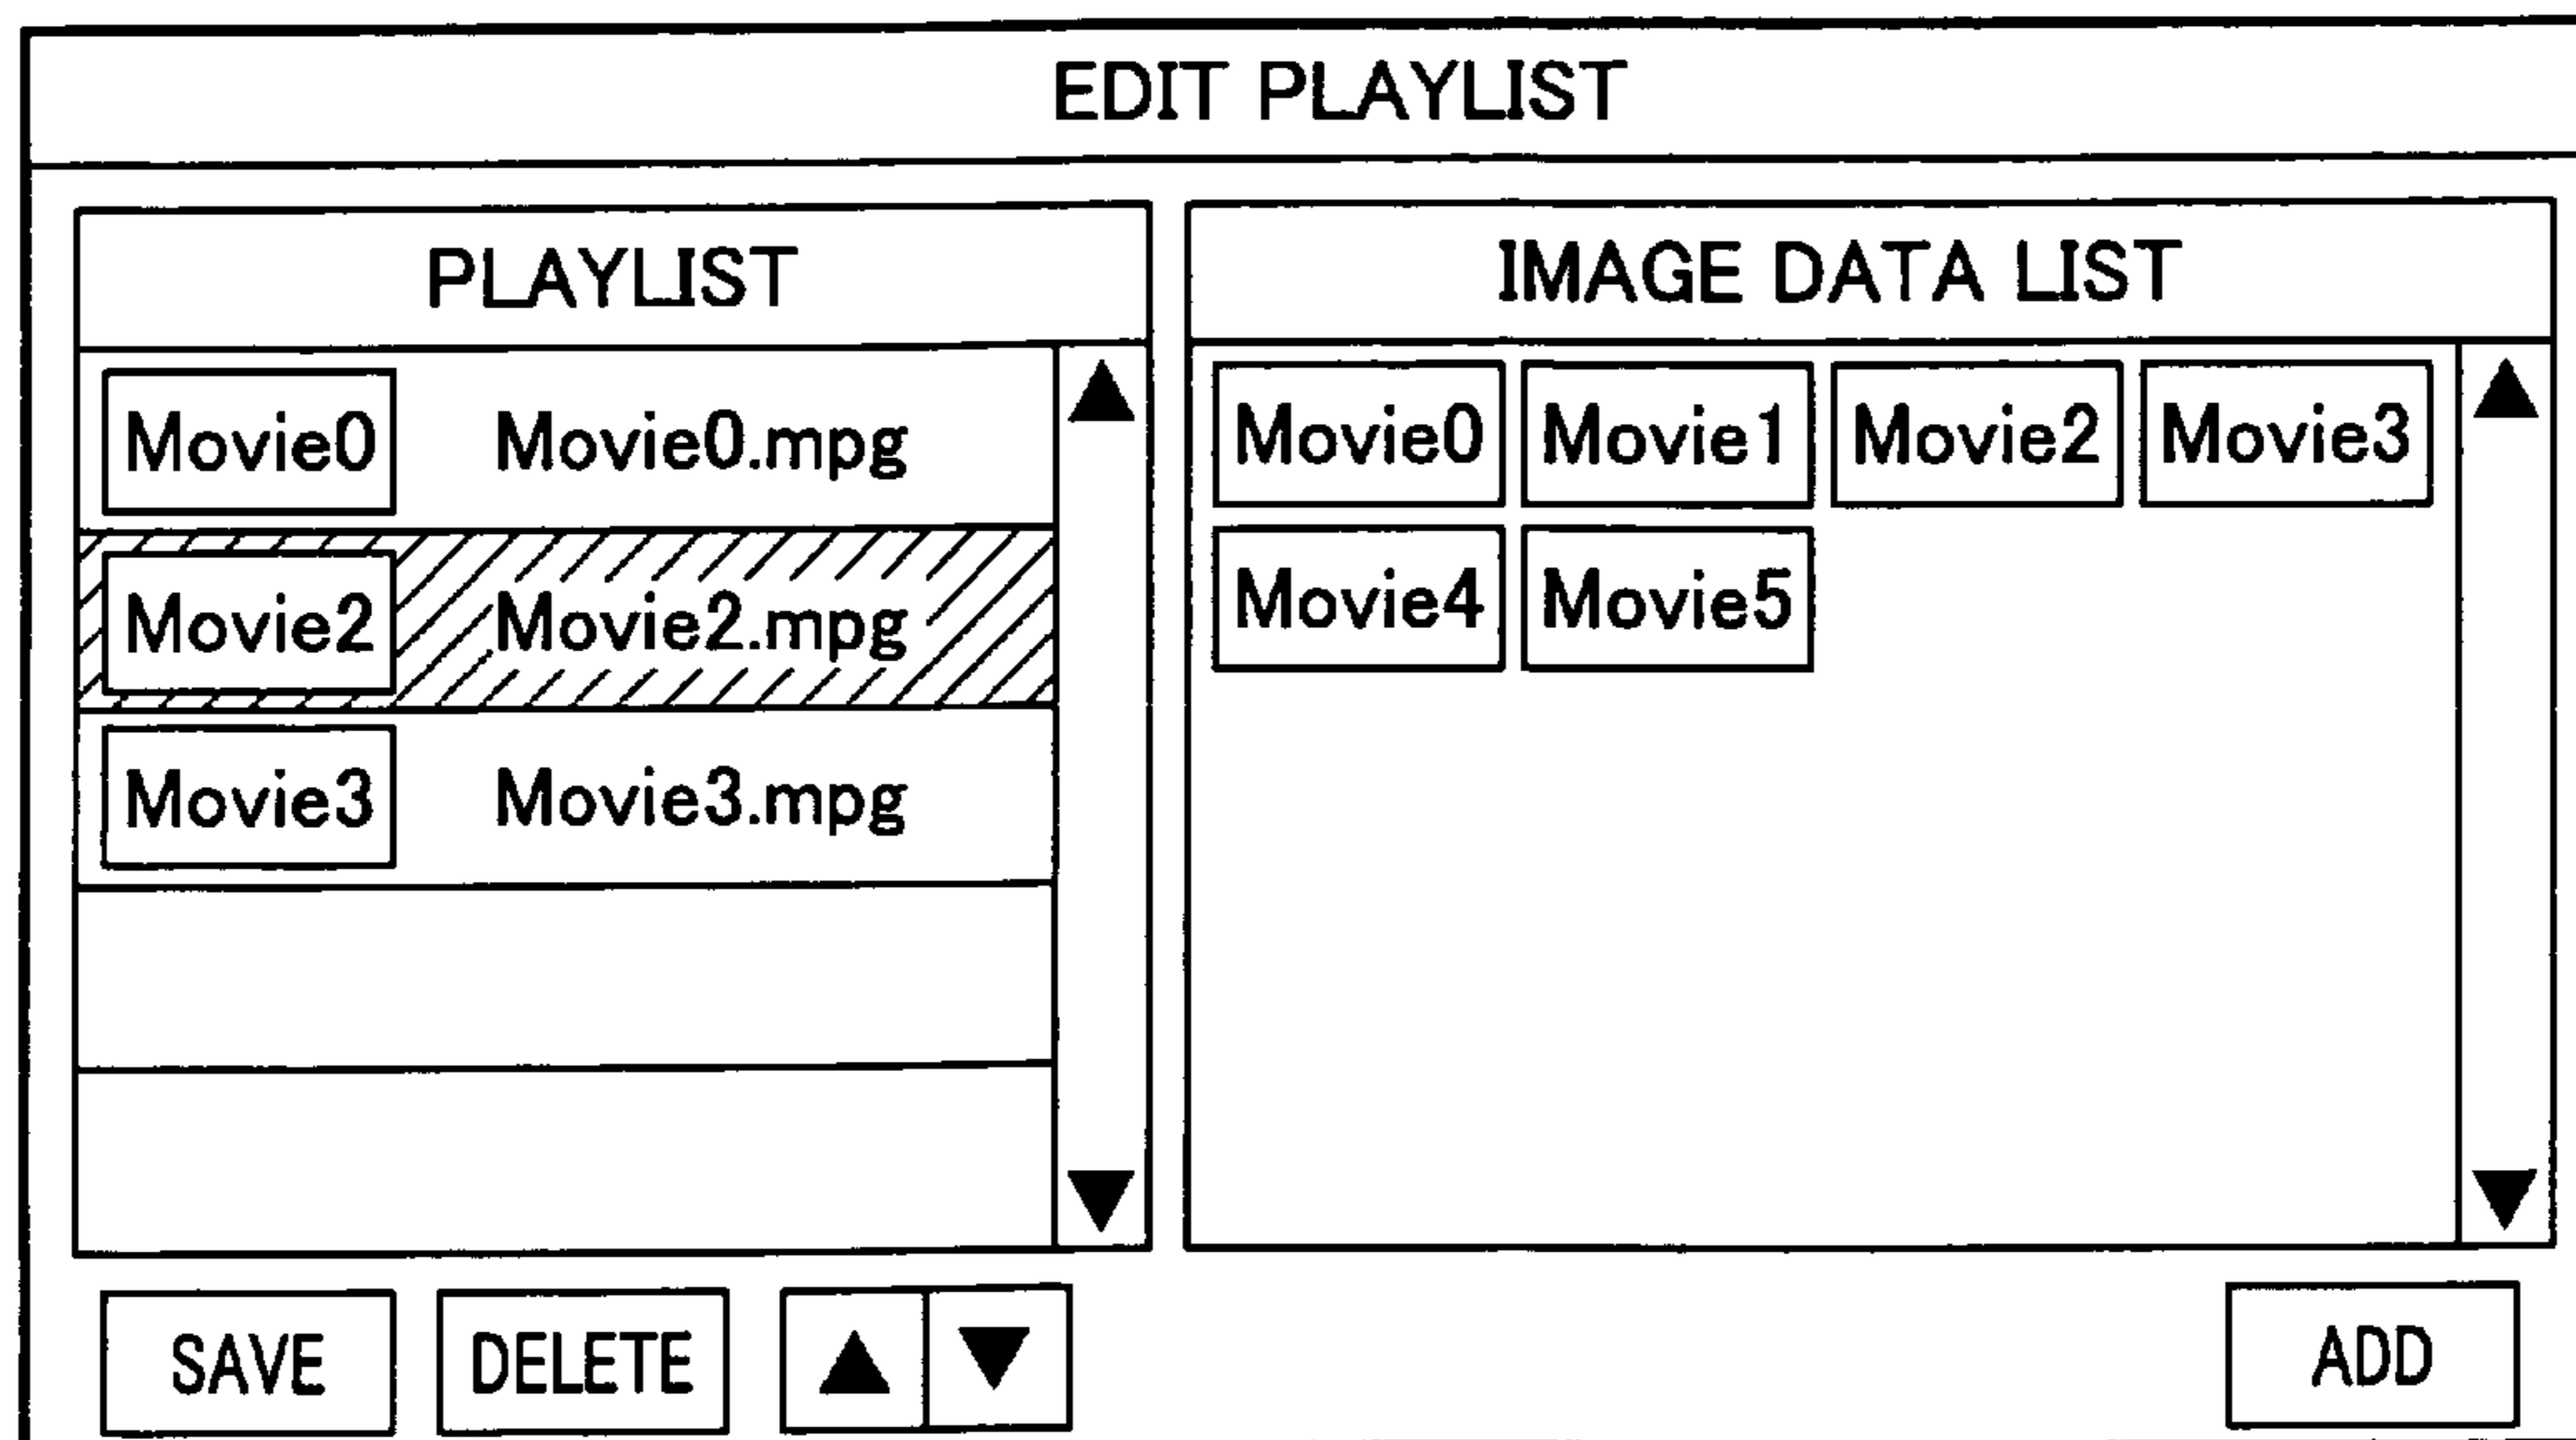 EDIT PLAYLIST
PLAYLIST
Movie0 Movie0.mpg
Movie2 Movie2.mpg
Movie3 Movie3.mpg
SAVE DELETE
IMAGE DATA LIST
Movie0 Movie1 Movie2 Movie3
Movie4 Movie5
ADD